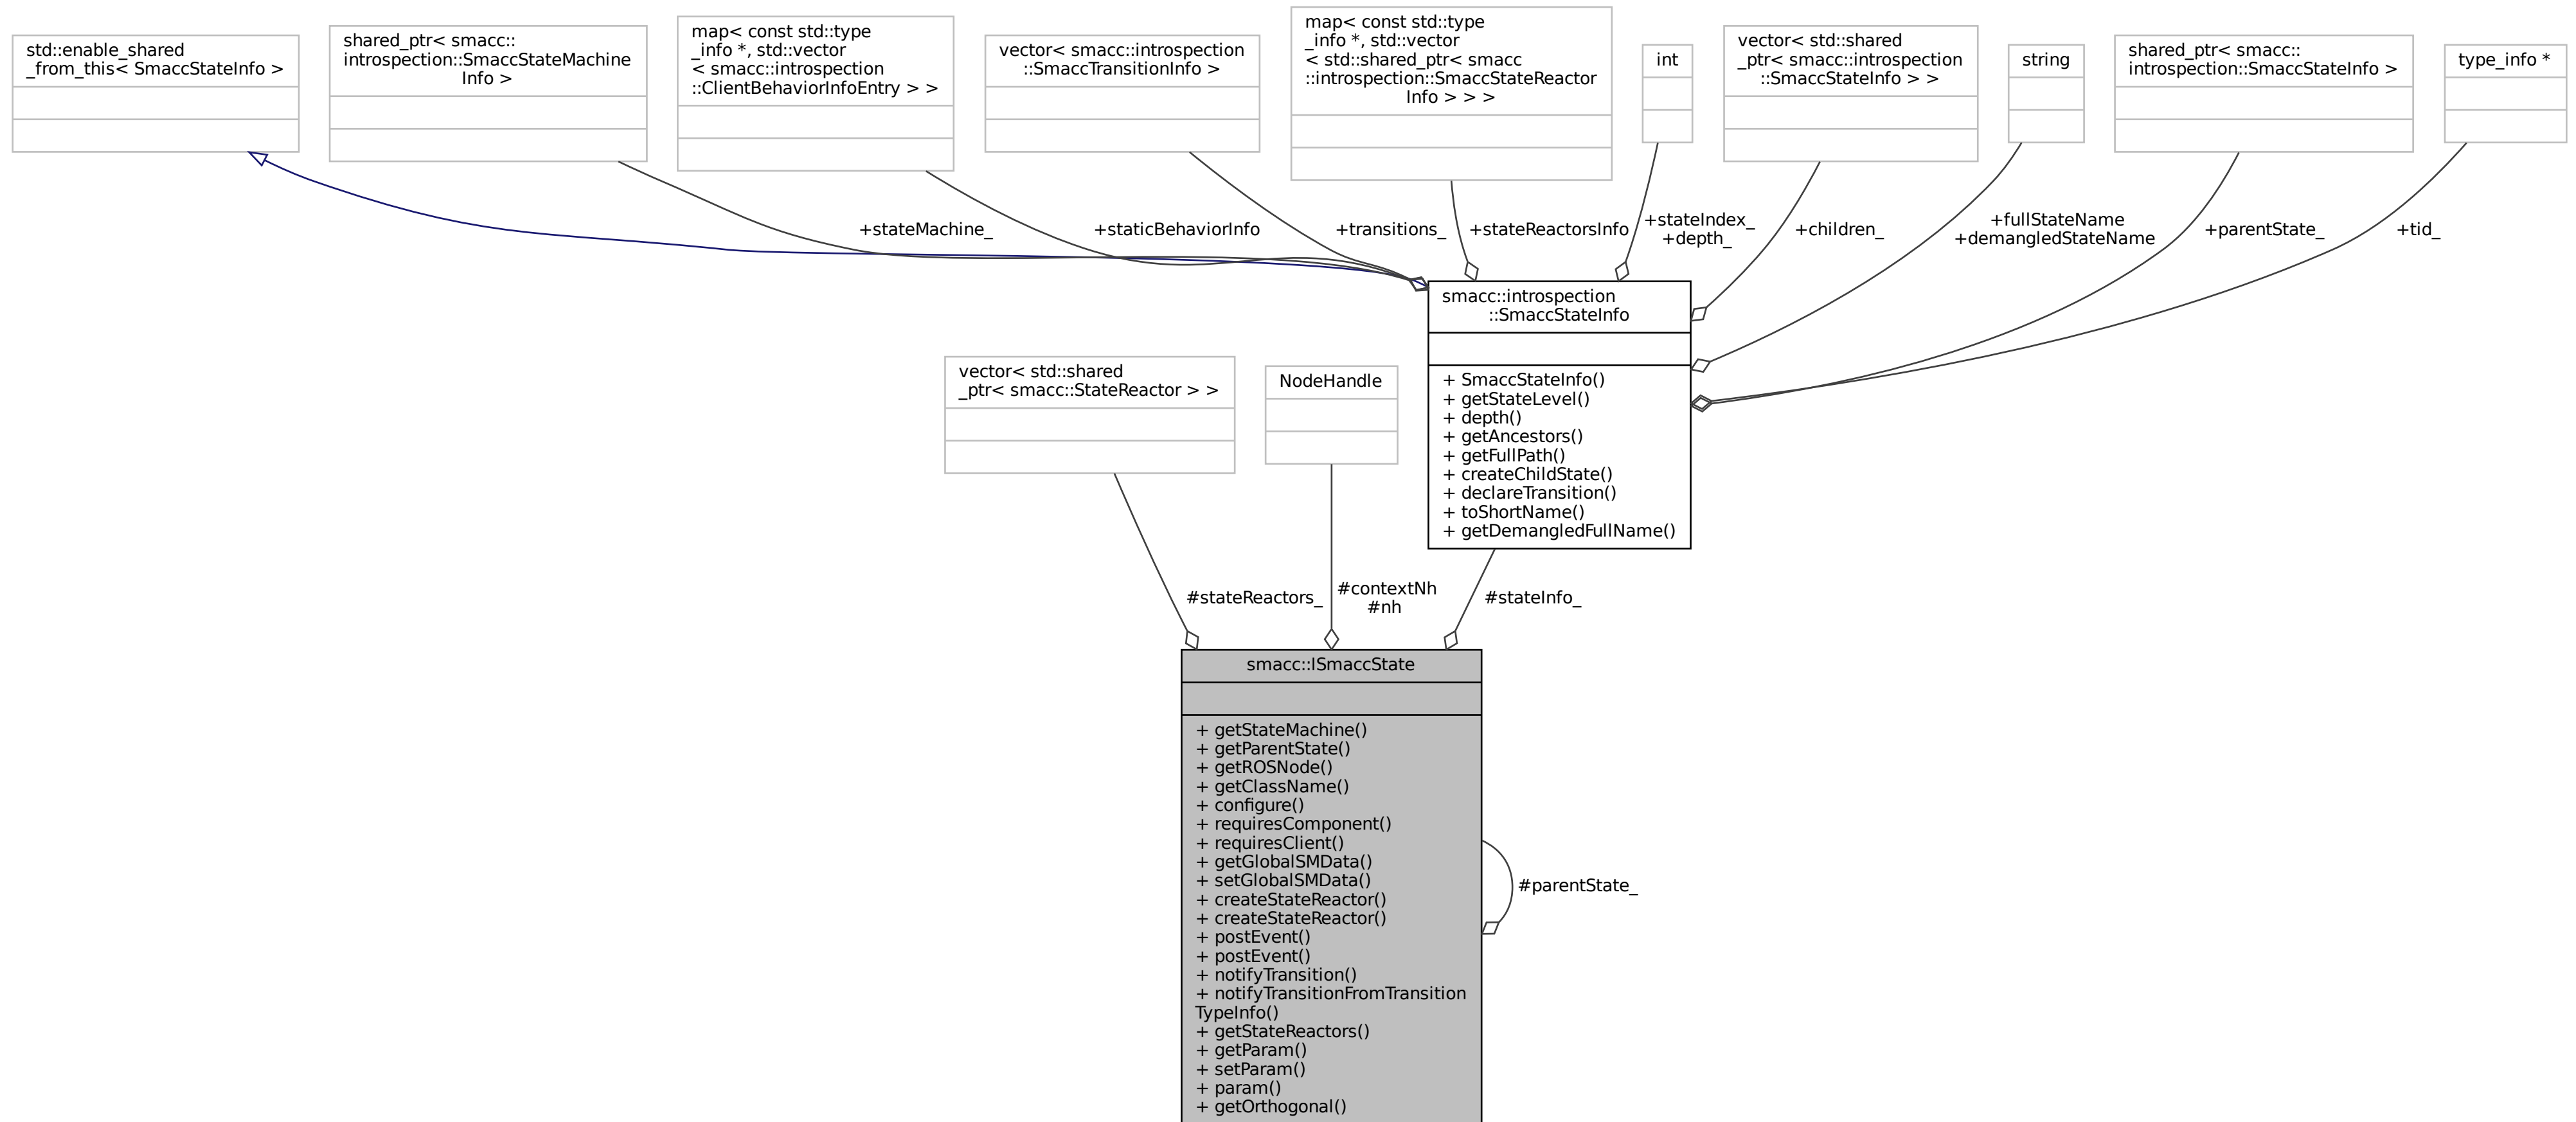 std::enable_shared
_from_this< SmaccStateInfo >
shared_ptr< smacc::
introspection::SmaccStateMachine
Info >
map< const std::type
_info *, std::vector
< smacc::introspection
::ClientBehaviorInfoEntry > >
vector< smacc::introspection
::SmaccTransitionInfo >
map< const std::type
_info *, std::vector
< std::shared_ptr< smacc
::introspection::SmaccStateReactor
Info > > >
int
vector< std::shared
_ptr< smacc::introspection
::SmaccStateInfo > >
string
shared_ptr< smacc::
introspection::SmaccStateInfo >
type_info *
+stateMachine_
+staticBehaviorInfo
+transitions_
+stateReactorsInfo
+stateIndex_
+depth_
+children_
+fullStateName
+demangledStateName
+parentState_
+tid_
smacc::introspection
::SmaccStateInfo
+ SmaccStateInfo()
+ getStateLevel()
+ depth()
+ getAncestors()
+ getFullPath()
+ createChildState()
+ declareTransition()
+ toShortName()
+ getDemangledFullName()
vector< std::shared
_ptr< smacc::StateReactor > >
NodeHandle
#stateReactors_
#contextNh
#nh
#stateInfo_
smacc::ISmaccState
+ getStateMachine()
+ getParentState()
+ getROSNode()
+ getClassName()
+ configure()
+ requiresComponent()
+ requiresClient()
+ getGlobalSMData()
+ setGlobalSMData()
+ createStateReactor()
+ createStateReactor()
+ postEvent()
+ postEvent()
+ notifyTransition()
+ notifyTransitionFromTransition
TypeInfo()
+ getStateReactors()
+ getParam()
+ setParam()
+ param()
+ getOrthogonal()
#parentState_